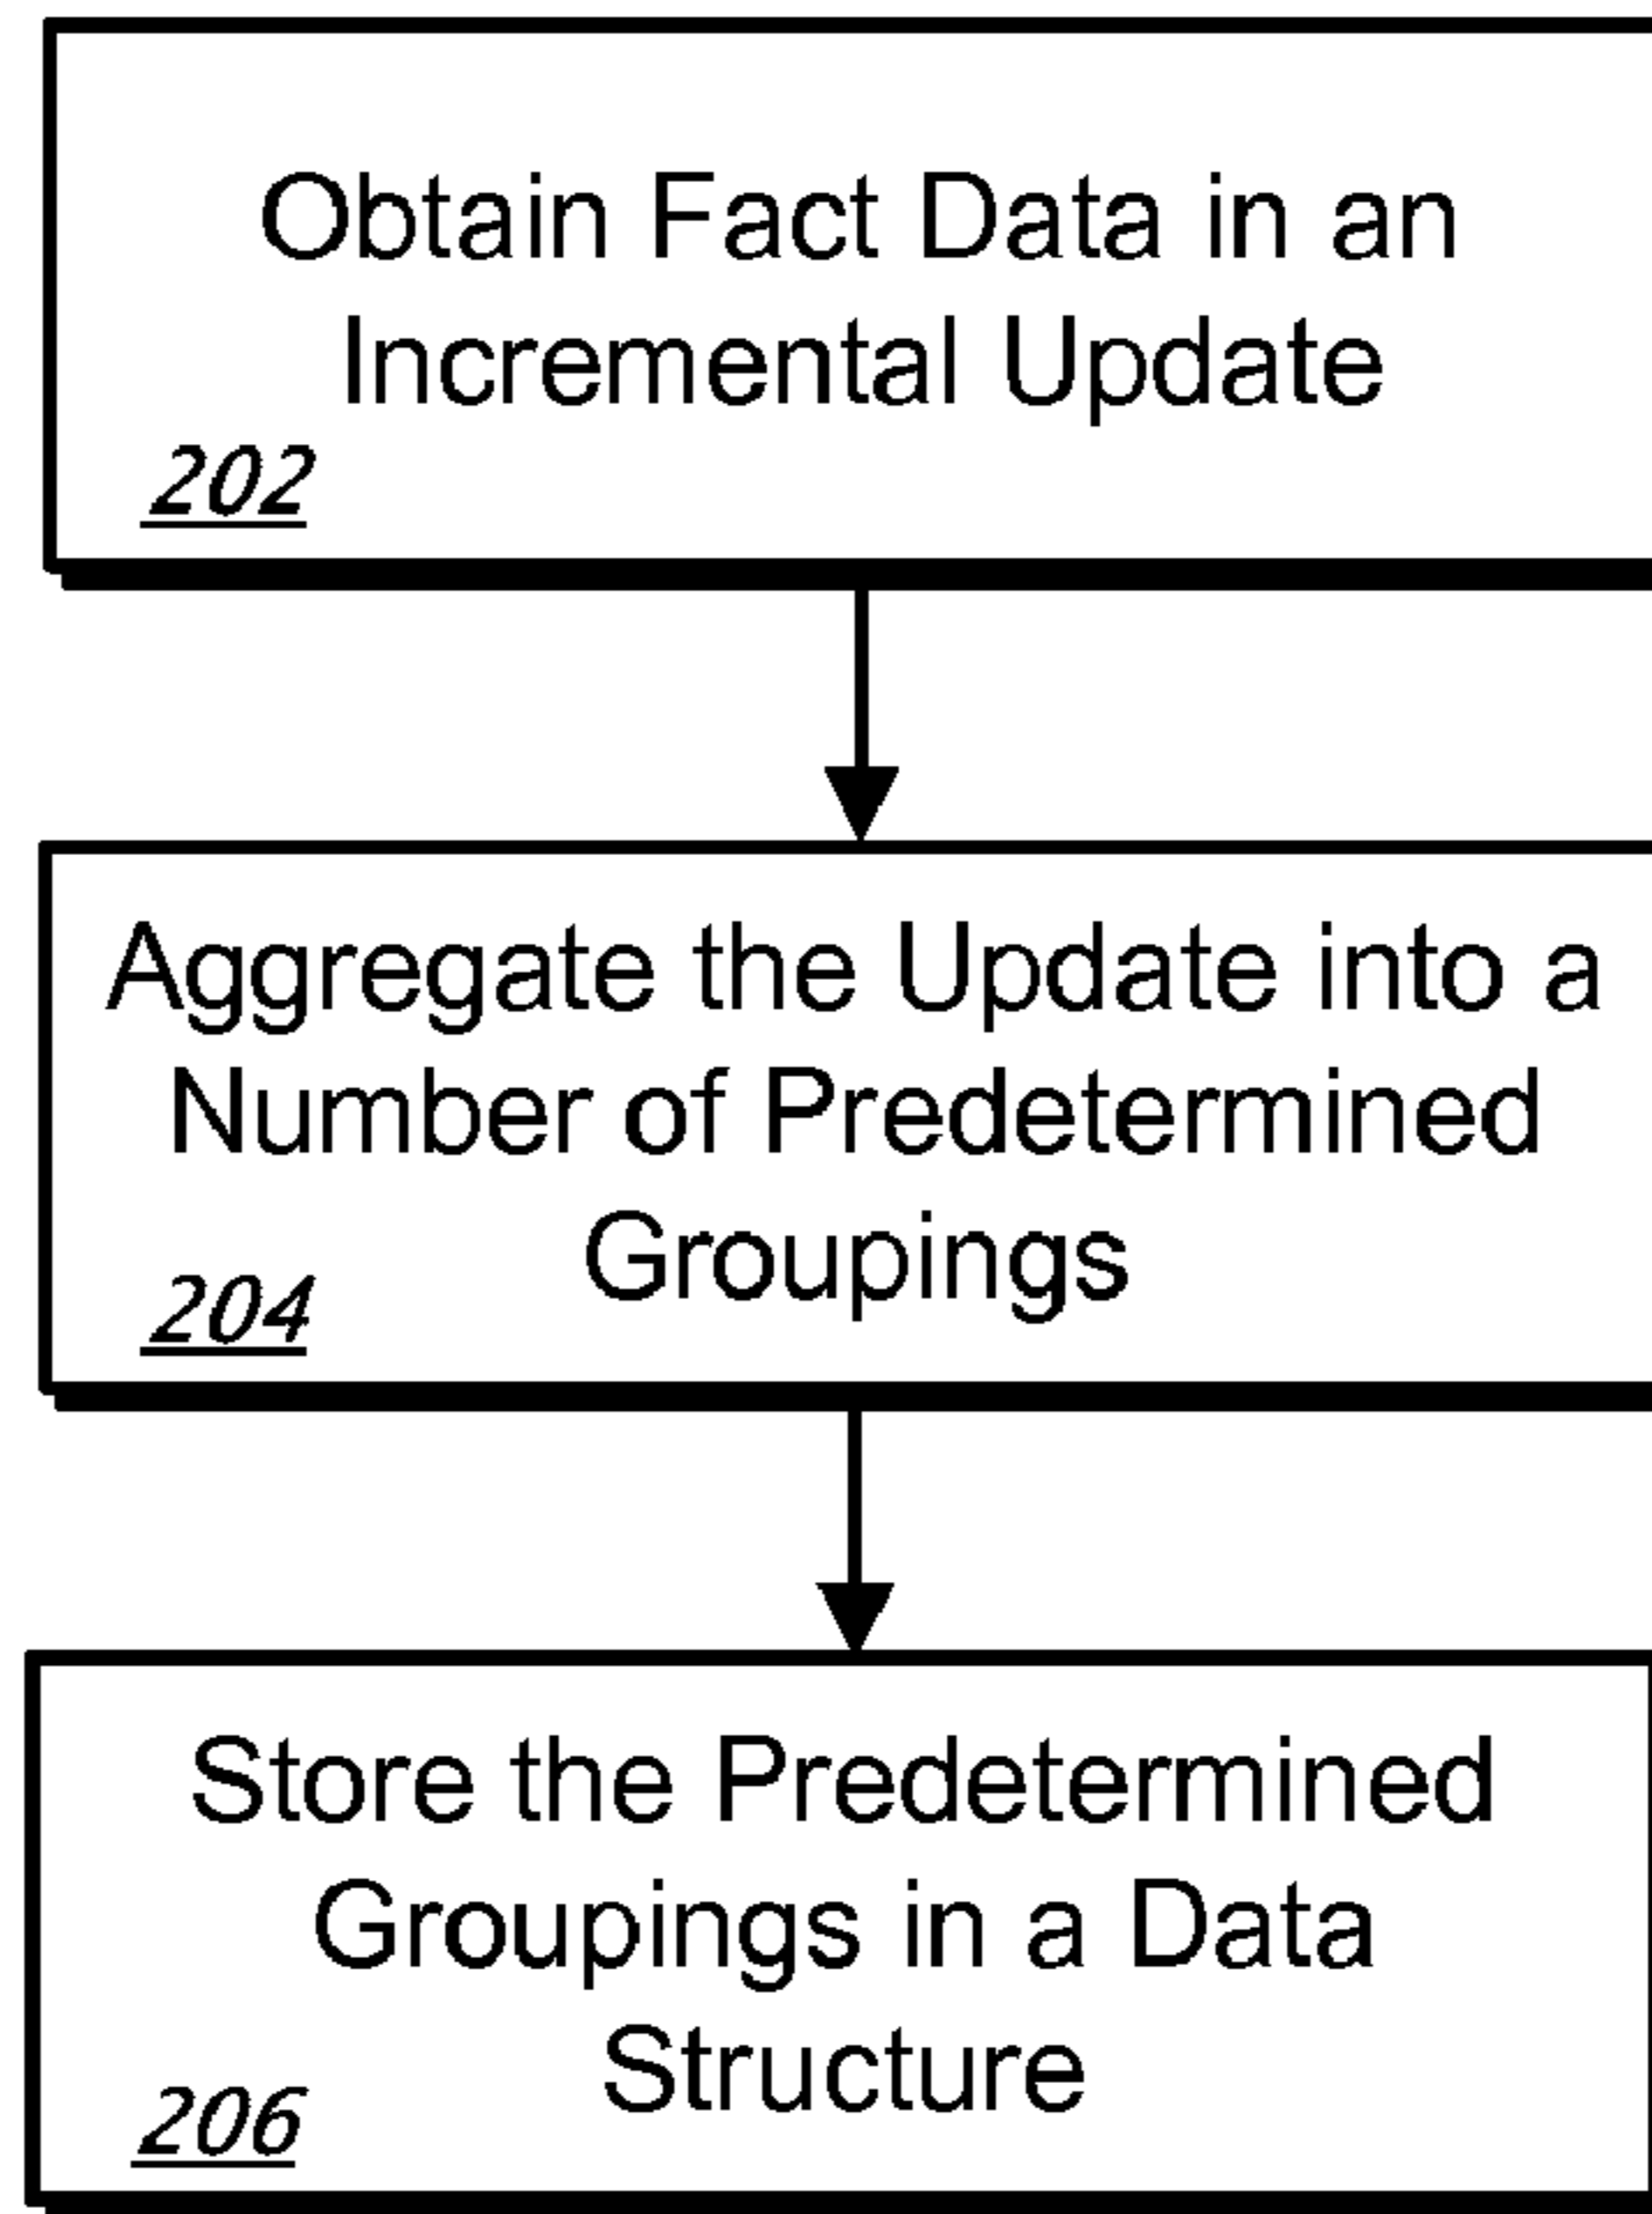 Obtain Fact Data in an
Incremental Update
202
Aggregate the Update into a
Number of Predetermined
Groupings
204
Store the Predetermined
Groupings in a Data
Structure
206